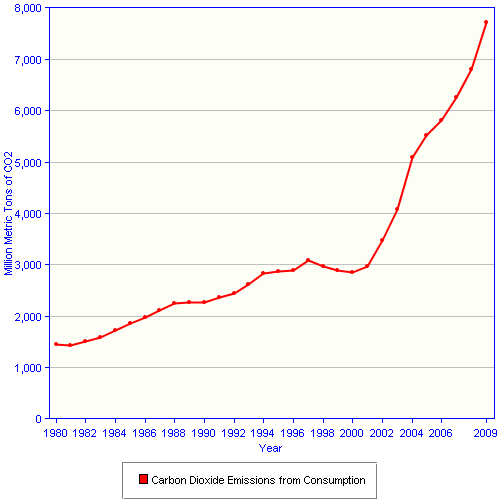 8,000
7,000
6,000
5,000
4,000
3,000
2,000
1,000
0
Million Metric Tons of CO2
1980 1982 1984 1986 1988 1990 1992 1994 1996 1998 2000 2002 2004 2006 2009
Year
Carbon Dioxide Emissions from Consumption